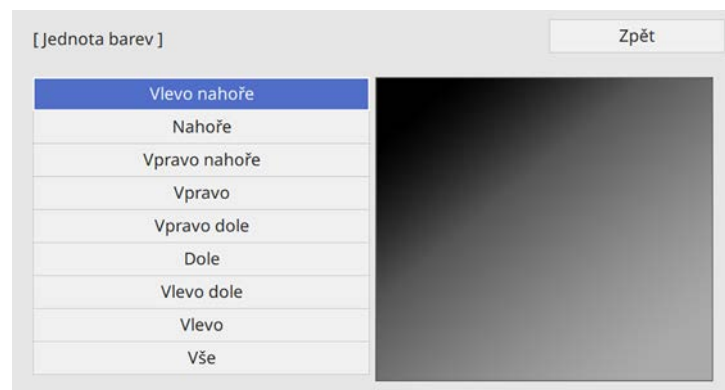 [ Jednota barev ]
Zpět
Vlevo nahoře
Nahoře
Vpravo nahoře
Vpravo
Vpravo dole
Dole
Vlevo dole
Vlevo
Vše